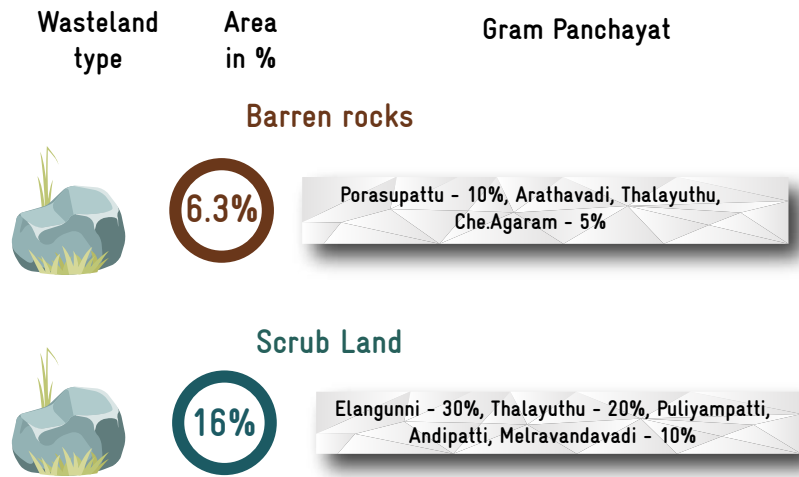 Wasteland type
Area in %
Gram Panchayat
Barren rocks
6.3%
Porasupattu - 10%, Arathavadi, Thalayuthu,
Che.Agaram - 5%
Scrub Land
16%
Elangunni - 30%, Thalayuthu - 20%, Puliyampatti,
Andipatti, Melravandavadi - 10%